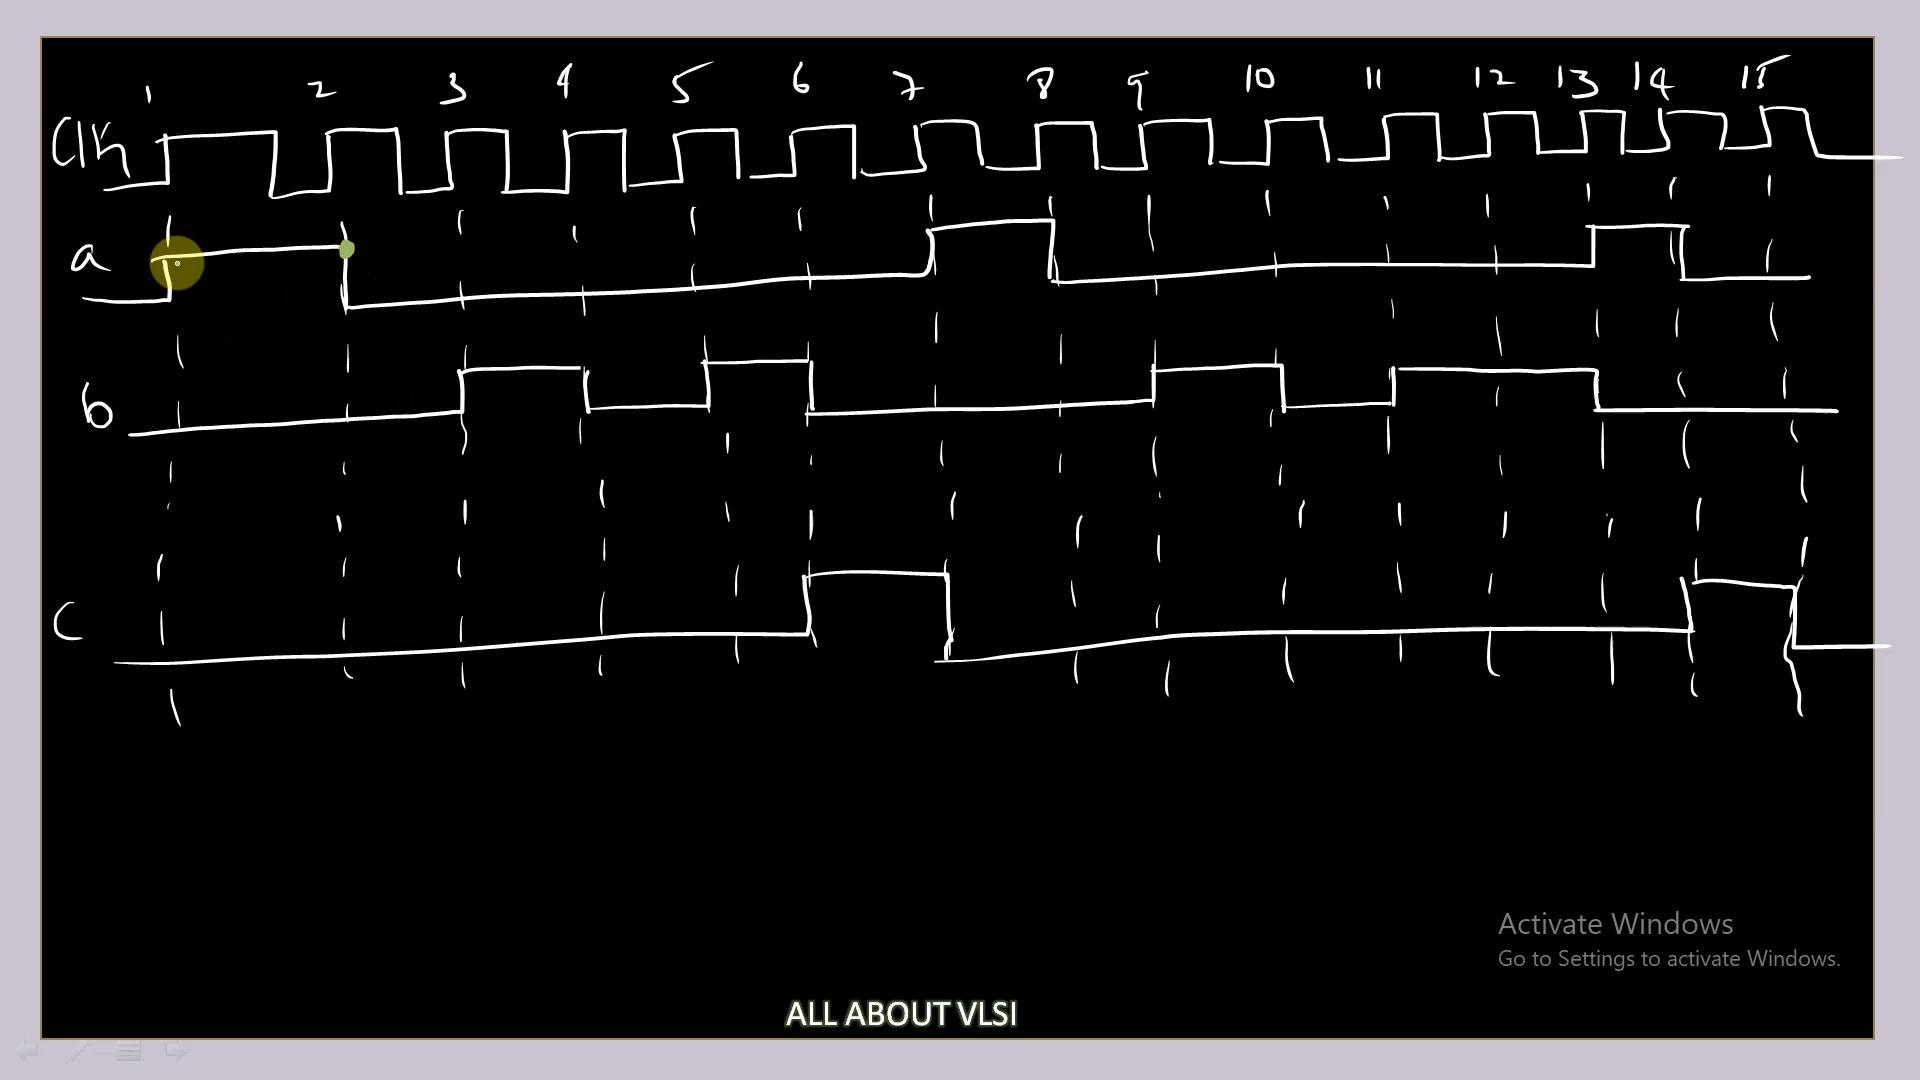 1 2 3 4 5 6 7 8 9 10 11 12 13 14 15
Clk
a
b
c
Activate Windows
Go to Settings to activate Windows.
ALL ABOUT VLSI